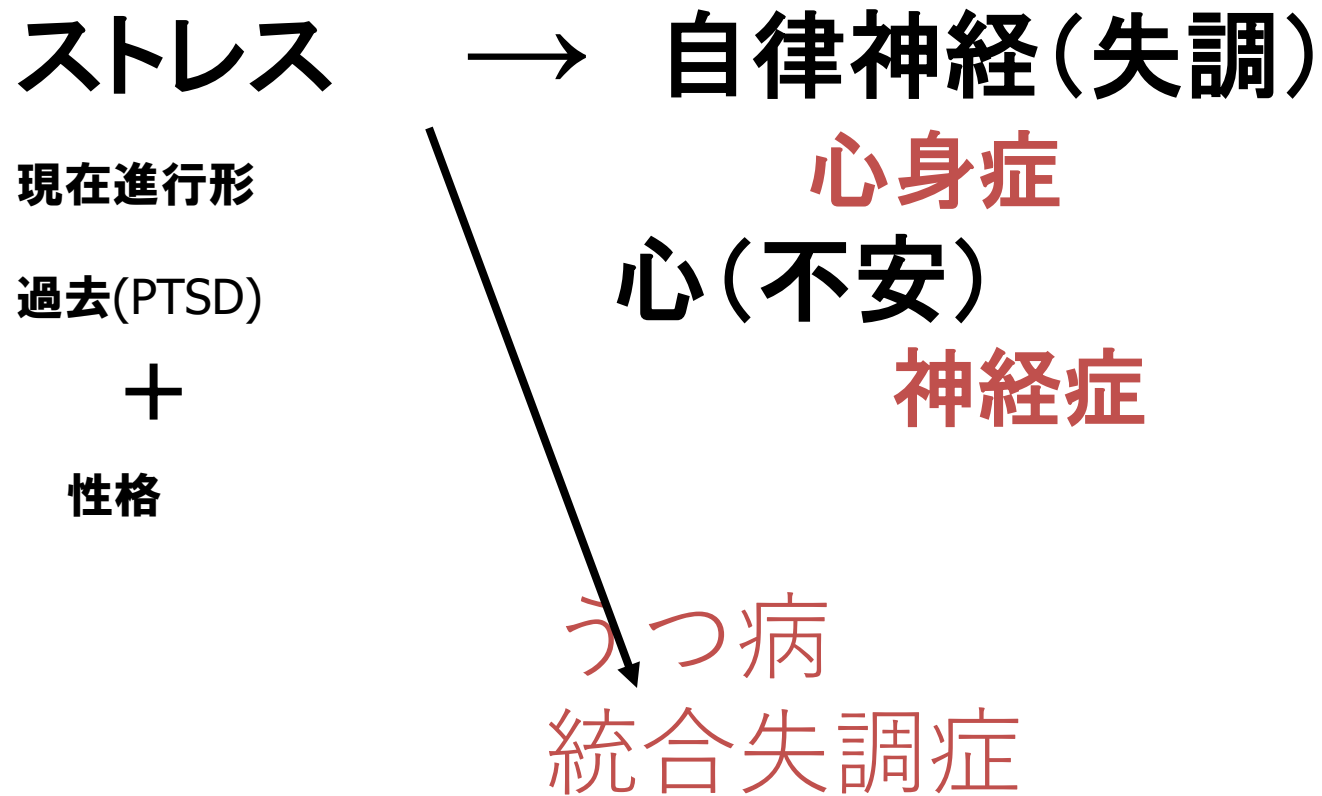 ストレス → 自律神経(失調)
現在進行形
心身症
過去(PTSD)
心(不安)
+
神経症
性格
うつ病
統合失調症